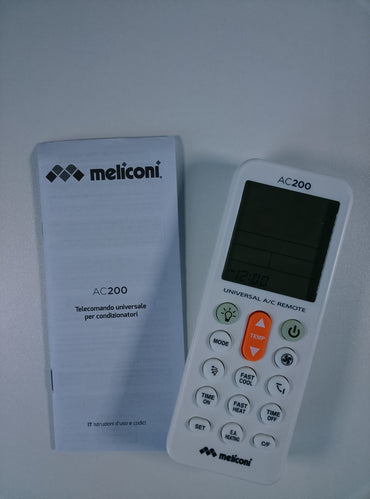 meliconi
AC200
Telecomando universale
per condizionatori
IT Istruzioni d'uso e codici
AC200
12:00
UNIVERSAL A/C REMOTE
TEMP
MODE
FAST
COOL
TIME
ON
FAST
HEAT
TIME
OFF
SET
E.A.
HEATING
C/F
meliconi